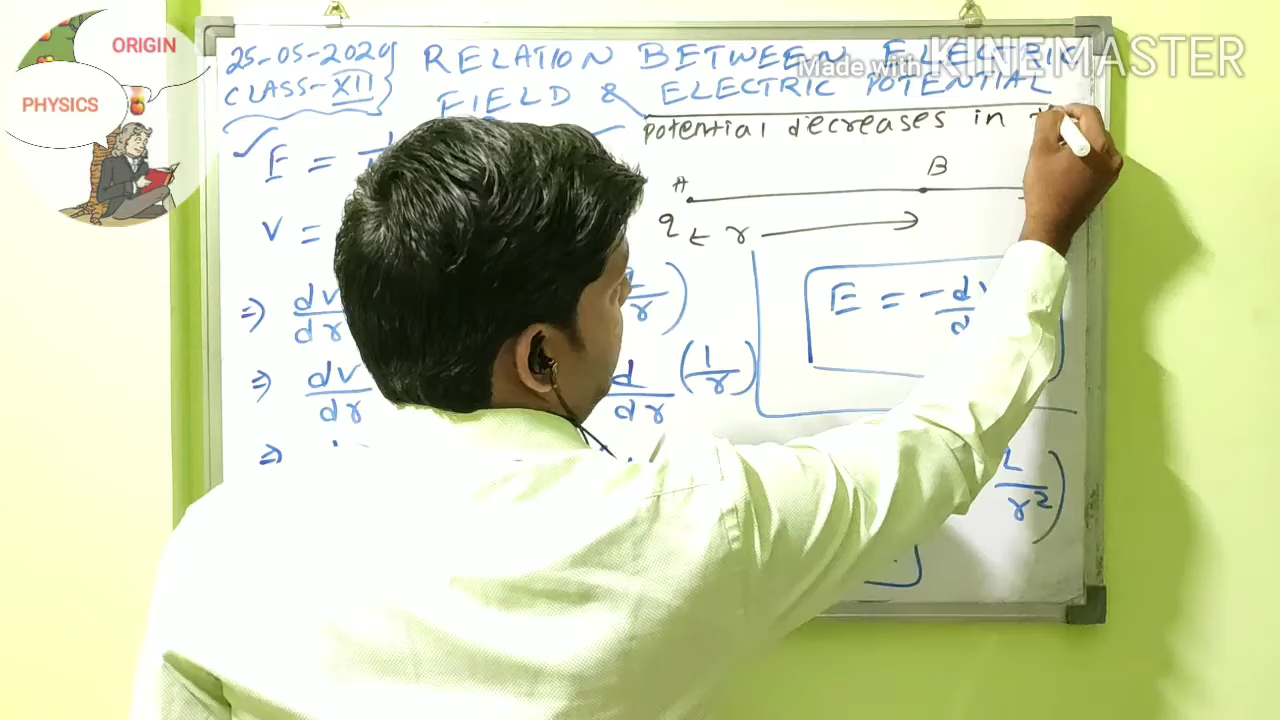 ORIGIN
PHYSICS
Made with KINEMASTER
25-05-2020
CLASS-XII
RELATION BETWEEN ELECTRIC
FIELD & ELECTRIC POTENTIAL
potential decreases in
A B
q r
E =
V =
E = - dv
⇒ dv/dr r)
⇒ dv/dr d/dr (1/r)
⇒
r²)